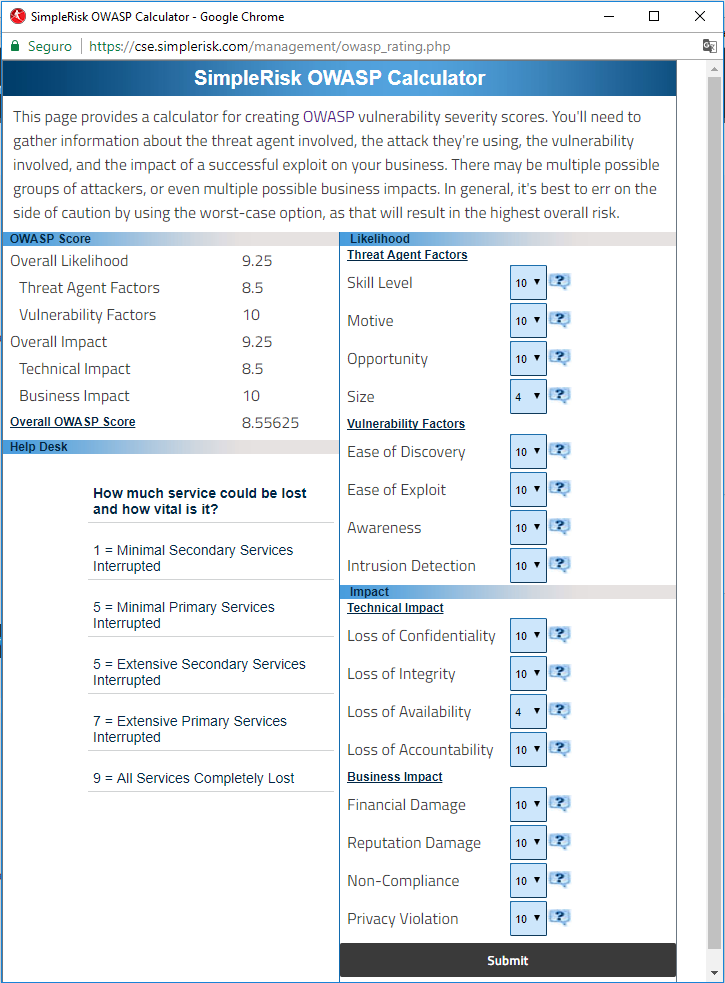 SimpleRisk OWASP Calculator - Google Chrome
Seguro https://cse.simplerisk.com/management/owasp_rating.php
SimpleRisk OWASP Calculator
This page provides a calculator for creating OWASP vulnerability severity scores. You'll need to
gather information about the threat agent involved, the attack they're using, the vulnerability
involved, and the impact of a successful exploit on your business. There may be multiple possible
groups of attackers, or even multiple possible business impacts. In general, it's best to err on the
side of caution by using the worst-case option, as that will result in the highest overall risk.
OWASP Score
Overall Likelihood 9.25
Threat Agent Factors 8.5
Vulnerability Factors 10
Overall Impact 9.25
Technical Impact 8.5
Business Impact 10
Overall OWASP Score 8.55625
Help Desk
How much service could be lost
and how vital is it?
1 = Minimal Secondary Services
Interrupted
5 = Minimal Primary Services
Interrupted
5 = Extensive Secondary Services
Interrupted
7 = Extensive Primary Services
Interrupted
9 = All Services Completely Lost
Likelihood
Threat Agent Factors
Skill Level 10 ?
Motive 10 ?
Opportunity 10 ?
Size 4 ?
Vulnerability Factors
Ease of Discovery 10 ?
Ease of Exploit 10 ?
Awareness 10 ?
Intrusion Detection 10 ?
Impact
Technical Impact
Loss of Confidentiality 10 ?
Loss of Integrity 10 ?
Loss of Availability 4 ?
Loss of Accountability 10 ?
Business Impact
Financial Damage 10 ?
Reputation Damage 10 ?
Non-Compliance 10 ?
Privacy Violation 10 ?
Submit